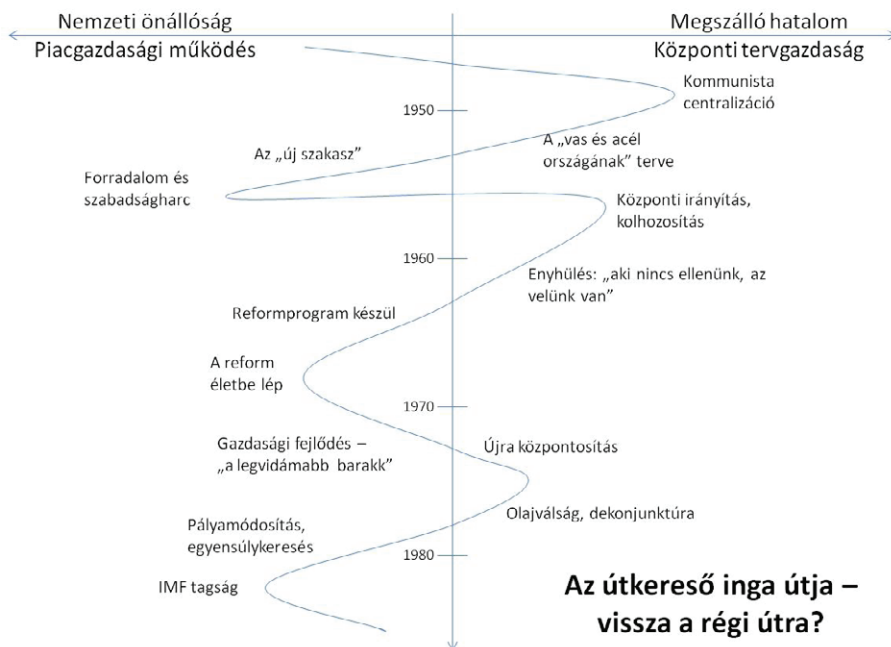 Nemzeti önállóság
Piacgazdasági működés
Megszálló hatalom
Központi tervgazdaság
Kommunista
centralizáció
1950
A „vas és acél
országának” terve
Az „új szakasz”
Forradalom és
szabadságharc
Központi irányítás,
kolhozosítás
1960
Enyhülés: „aki nincs ellenünk, az
velünk van”
Reformprogram készül
A reform
életbe lép
1970
Gazdasági fejlődés –
„a legvidámabb barakk”
Újra központosítás
Olajválság, dekonjunktúra
Pályamódosítás,
egyensúlykeresés
1980
IMF tagság
Az útkereső inga útja –
vissza a régi útra?